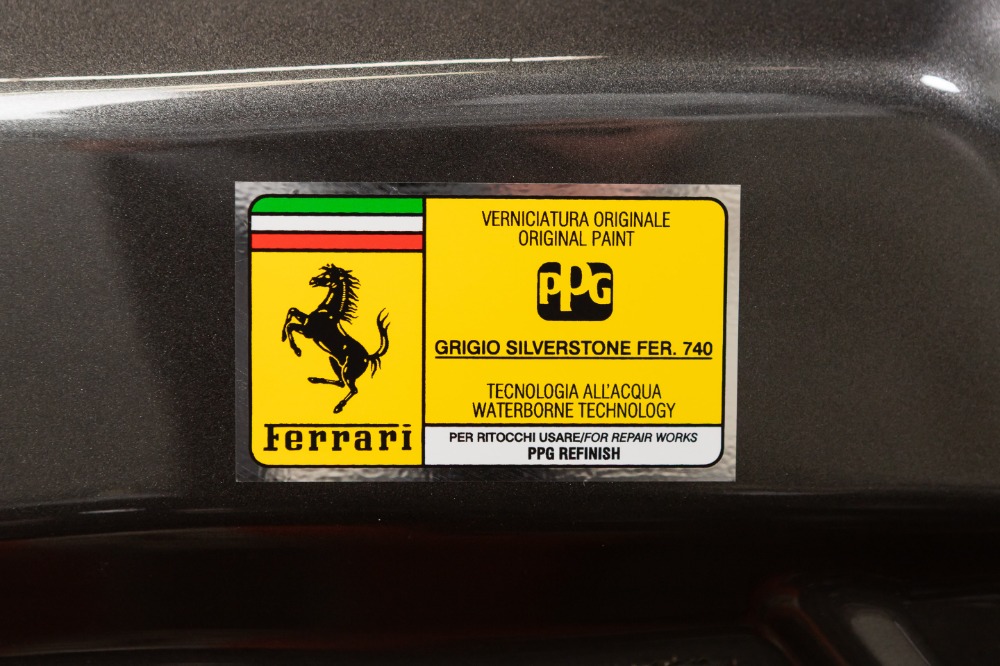 VERNICIATURA ORIGINALE
ORIGINAL PAINT
PPG
GRIGIO SILVERSTONE FER. 740
TECNOLOGIA ALL'ACQUA
WATERBORNE TECHNOLOGY
Ferrari
PER RITOCCHI USARE/FOR REPAIR WORKS
PPG REFINISH